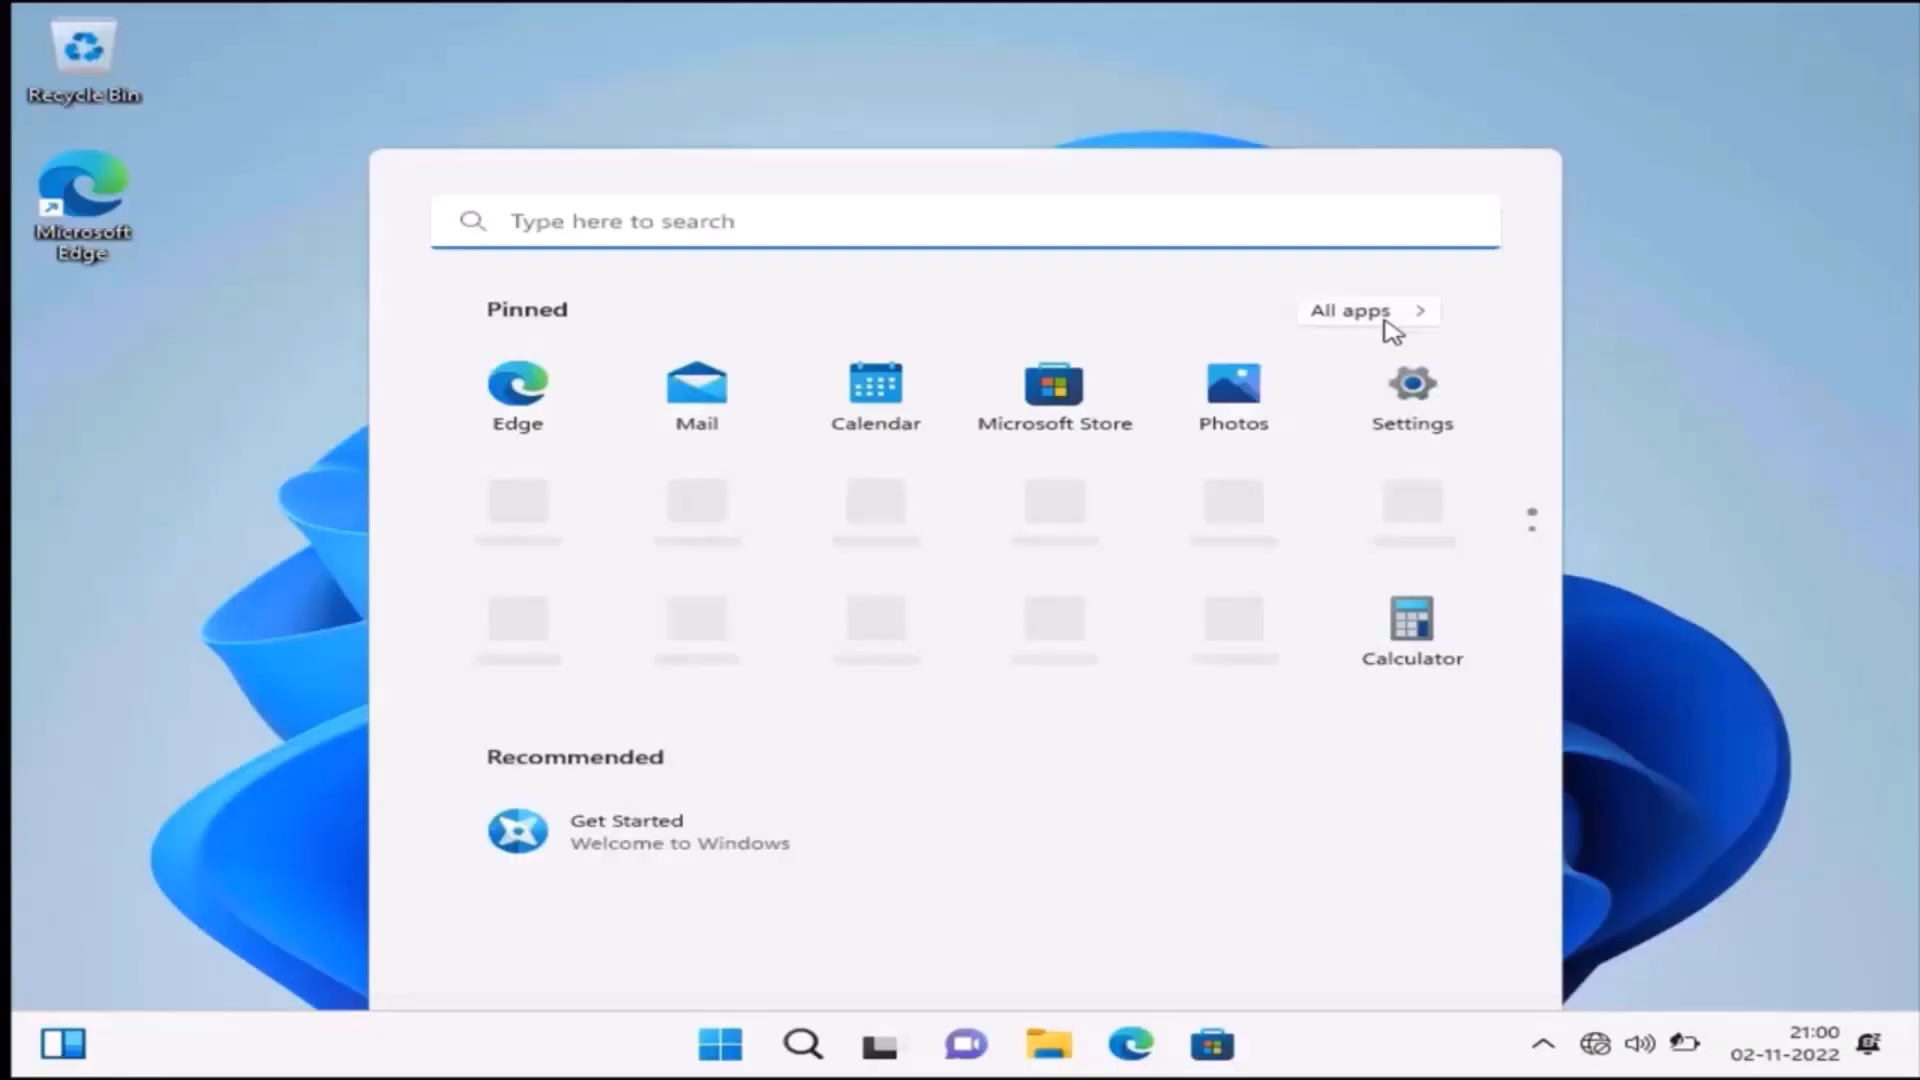 Recycle Bin
Microsoft
Edge
Type here to search
Pinned
All apps
Edge
Mail
Calendar
Microsoft Store
Photos
Settings
Calculator
Recommended
Get Started
Welcome to Windows
21:00
02-11-2022